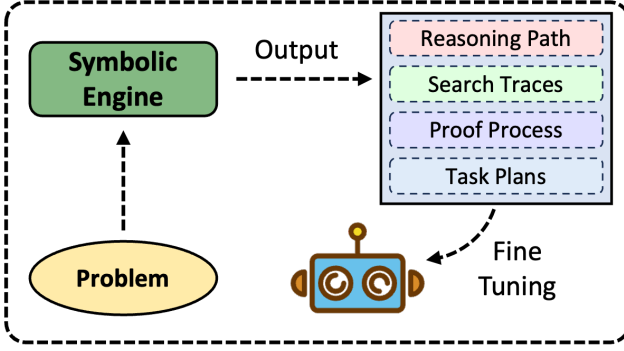 Symbolic
Engine
Output
Reasoning Path
Search Traces
Proof Process
Task Plans
Problem
Fine
Tuning